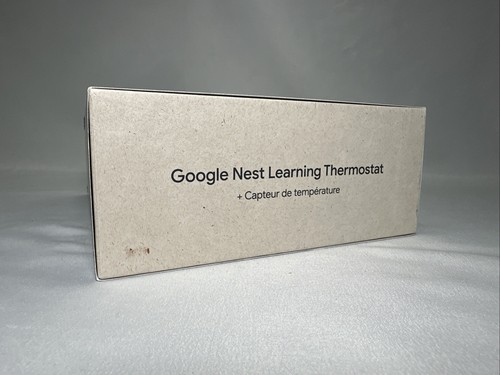 Google Nest Learning Thermostat
+ Capteur de température